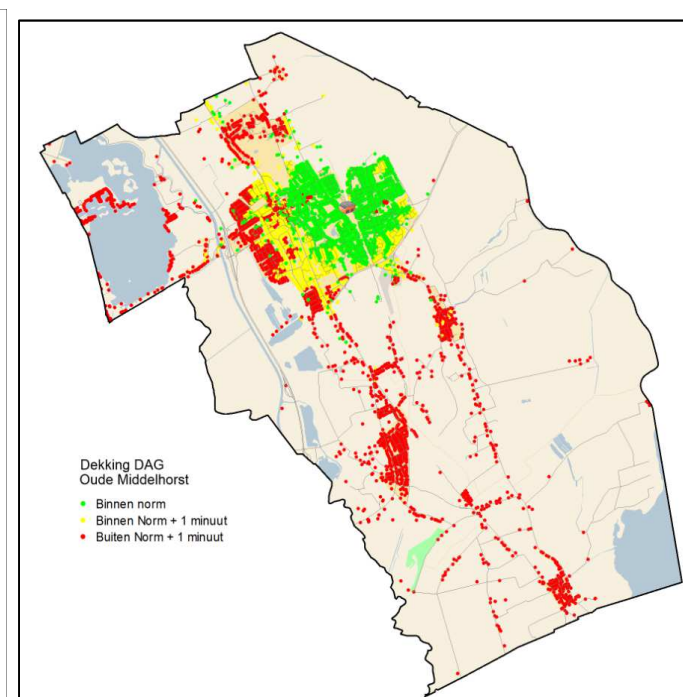 Dekking DAG
Oude Middelhorst
Binnen norm
Binnen Norm + 1 minuut
Buiten Norm + 1 minuut